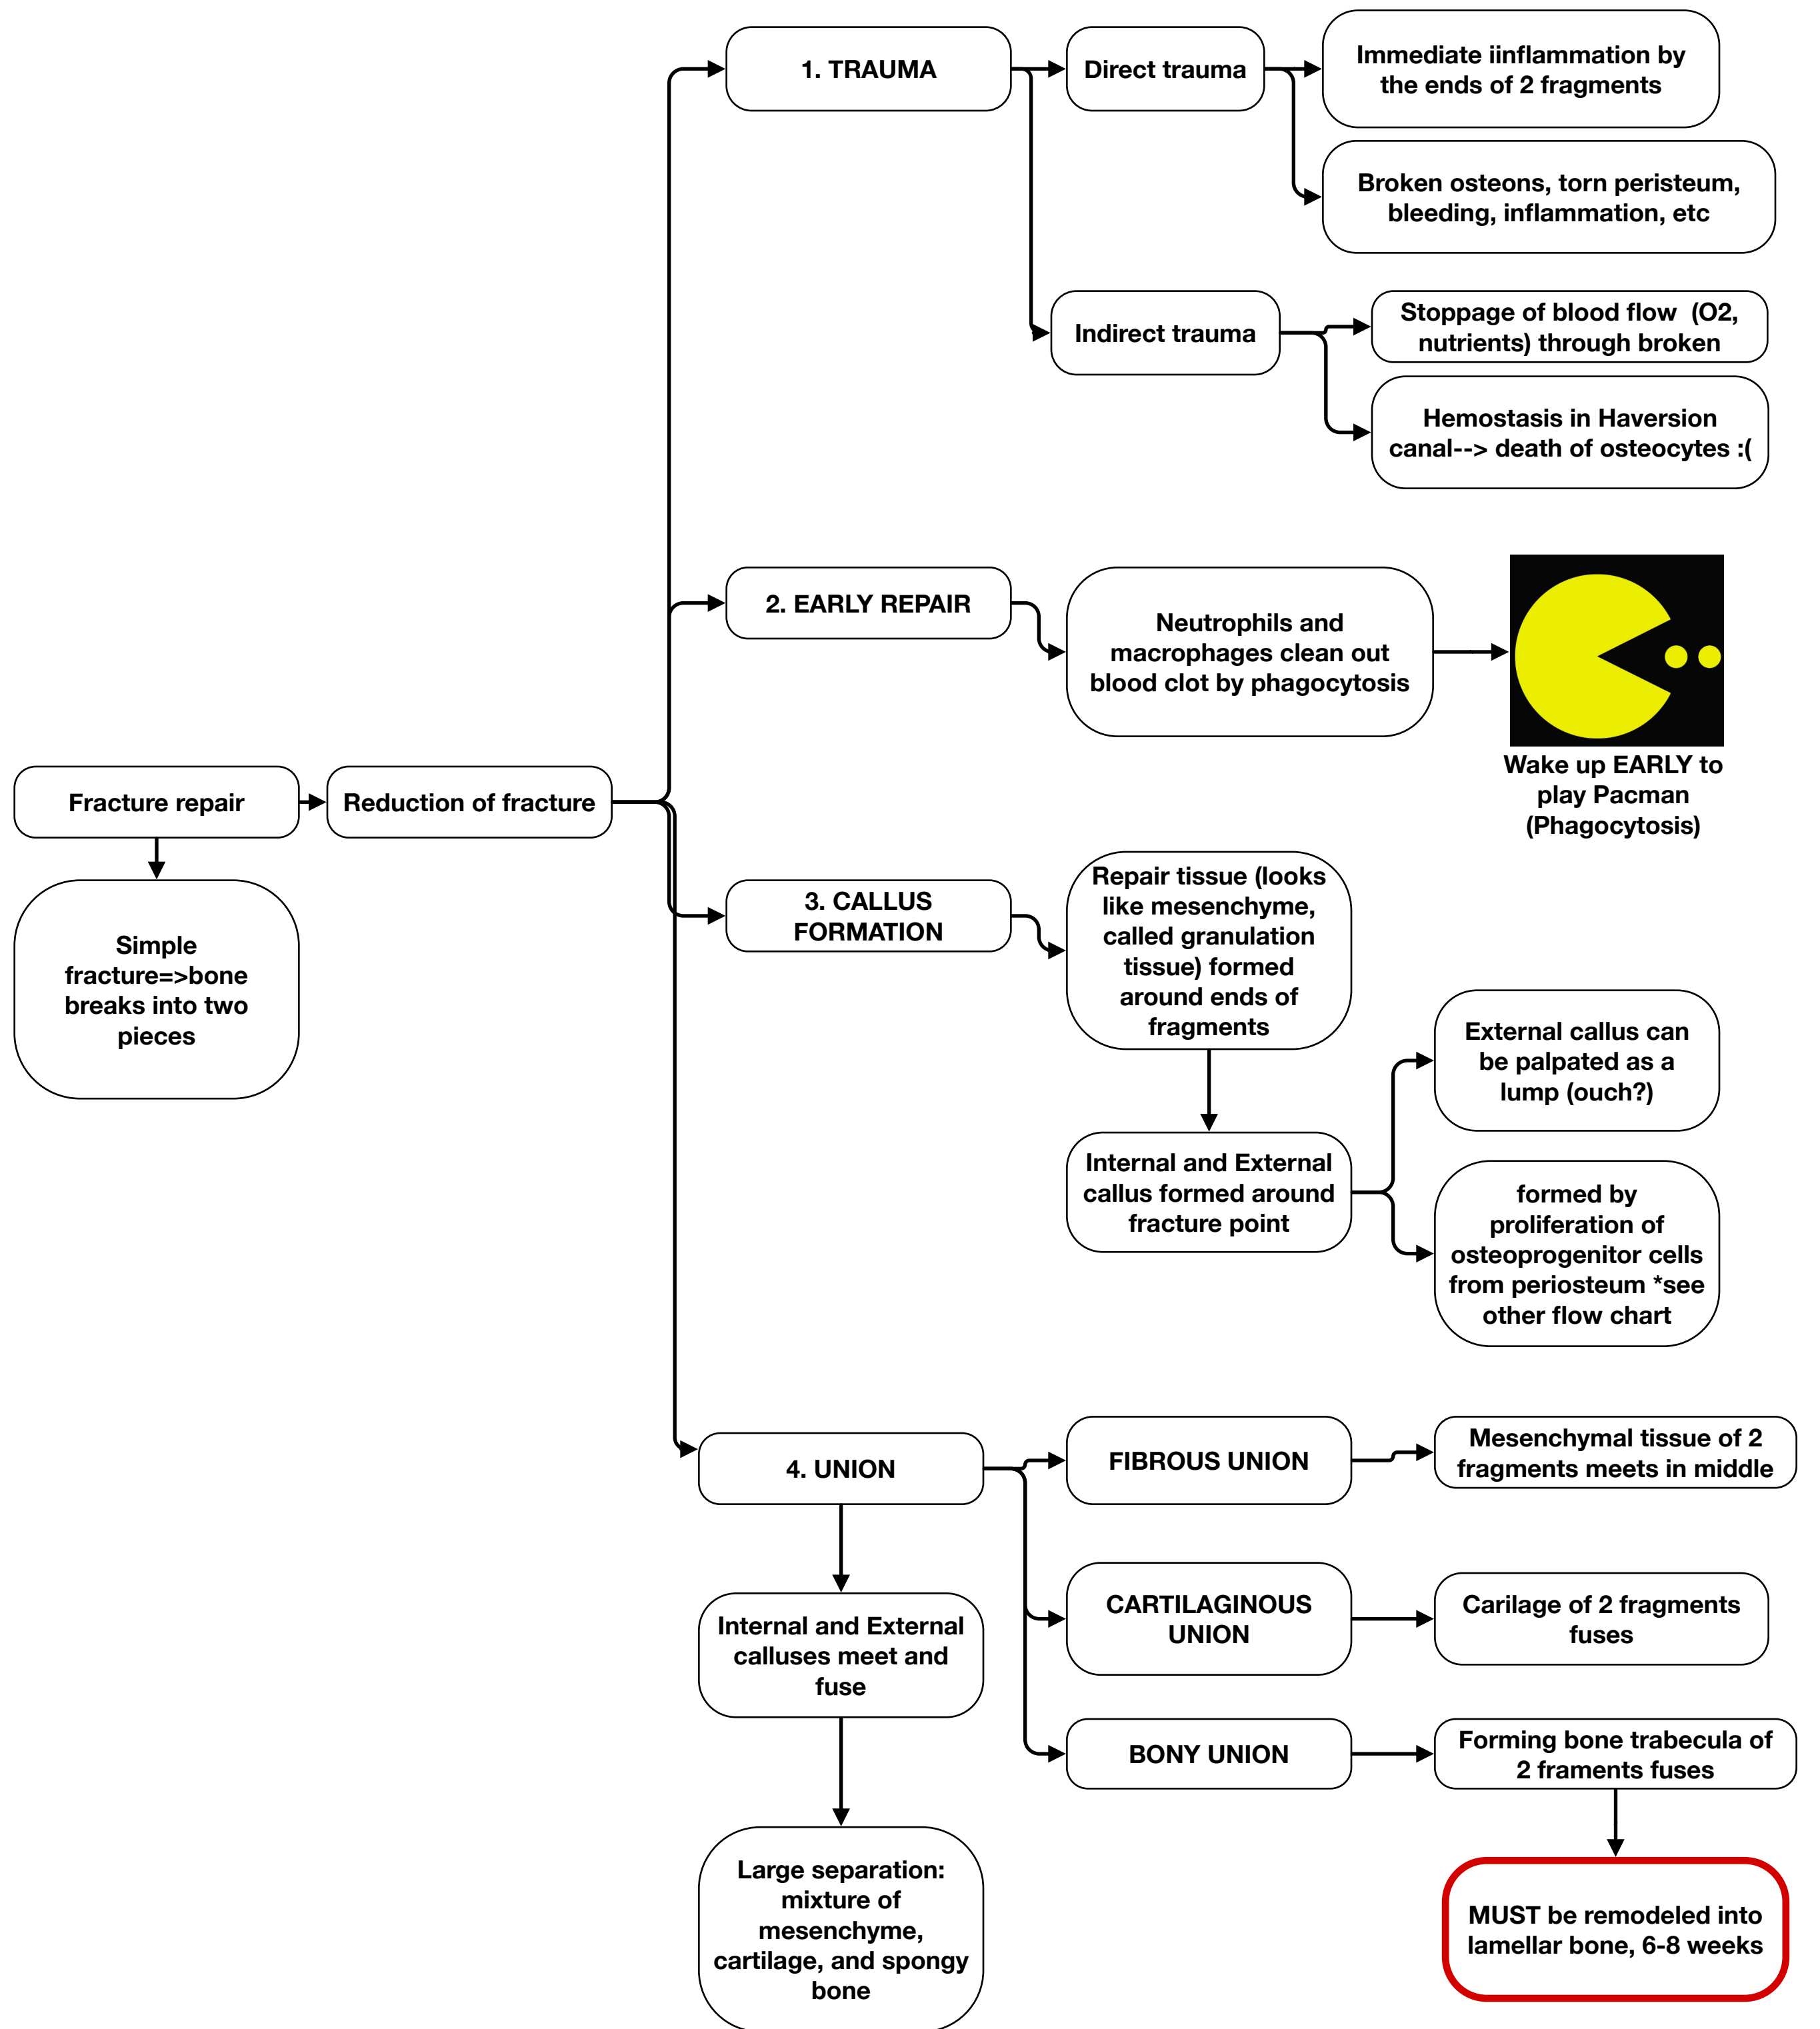 1. TRAUMA
Direct trauma
Immediate iinflammation by
the ends of 2 fragments
Broken osteons, torn peristeum,
bleeding, inflammation, etc
Indirect trauma
Stoppage of blood flow  (O2,
nutrients) through broken
Hemostasis in Haversion
canal--> death of osteocytes :(
2. EARLY REPAIR
Neutrophils and
macrophages clean out
blood clot by phagocytosis
Wake up EARLY to
play Pacman
(Phagocytosis)
Fracture repair
Reduction of fracture
Simple
fracture=>bone
breaks into two
pieces
3. CALLUS
FORMATION
Repair tissue (looks
like mesenchyme,
called granulation
tissue) formed
around ends of
fragments
Internal and External
callus formed around
fracture point
External callus can
be palpated as a
lump (ouch?)
formed by
proliferation of
osteoprogenitor cells
from periosteum *see
other flow chart
4. UNION
FIBROUS UNION
Mesenchymal tissue of 2
fragments meets in middle
CARTILAGINOUS
UNION
Carilage of 2 fragments
fuses
BONY UNION
Forming bone trabecula of
2 framents fuses
MUST be remodeled into
lamellar bone, 6-8 weeks
Internal and External
calluses meet and
fuse
Large separation:
mixture of
mesenchyme,
cartilage, and spongy
bone